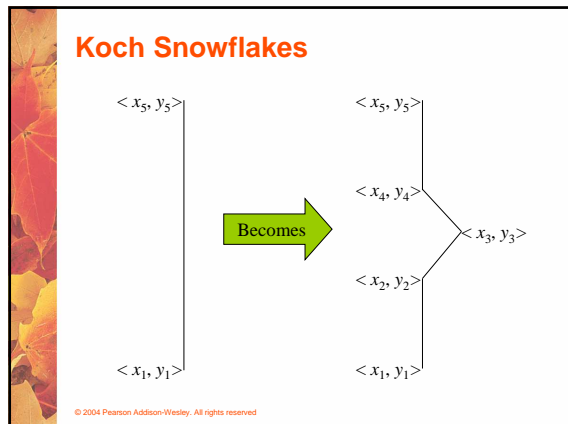 Koch Snowflakes
< x₅, y₅>
< x₅, y₅>
< x₄, y₄>
Becomes
< x₃, y₃>
< x₂, y₂>
< x₁, y₁>
< x₁, y₁>
© 2004 Pearson Addison-Wesley. All rights reserved